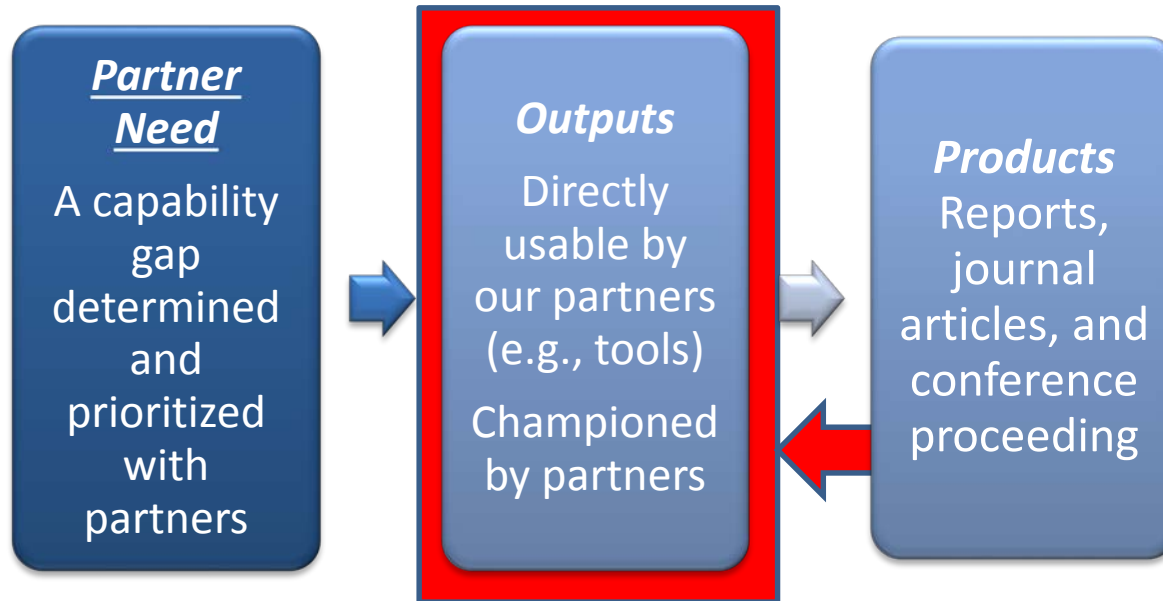 Partner
Need
A capability
gap
determined
and
prioritized
with
partners
Outputs
Directly
usable by
our partners
(e.g., tools)
Championed
by partners
Products
Reports,
journal
articles, and
conference
proceeding